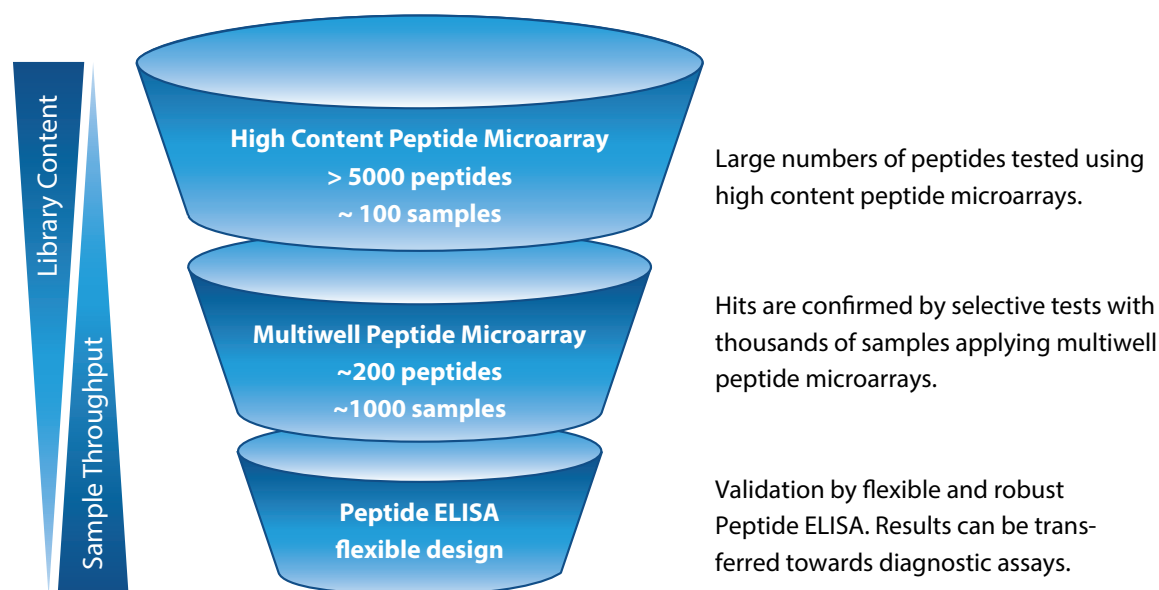 Library Content
Sample Throughput
High Content Peptide Microarray
> 5000 peptides
~ 100 samples
Large numbers of peptides tested using
high content peptide microarrays.
Multiwell Peptide Microarray
~200 peptides
~1000 samples
Hits are confirmed by selective tests with
thousands of samples applying multiwell
peptide microarrays.
Peptide ELISA
flexible design
Validation by flexible and robust
Peptide ELISA. Results can be trans-
ferred towards diagnostic assays.